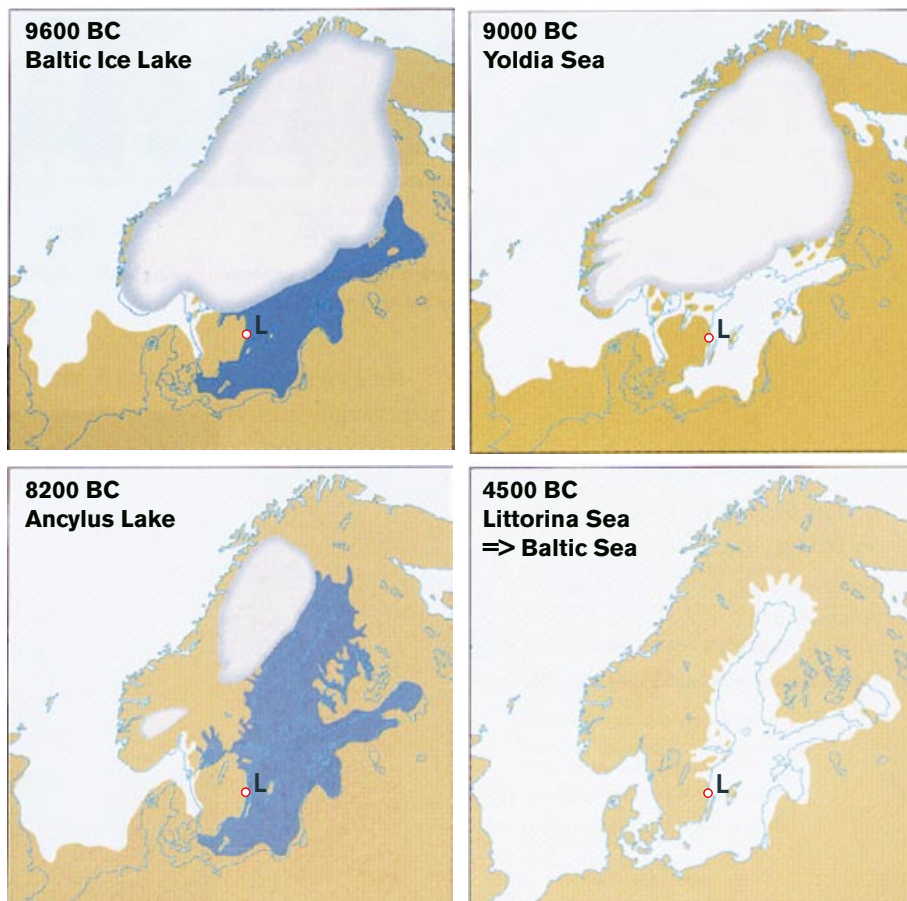 9600 BC
Baltic Ice Lake
L
9000 BC
Yoldia Sea
L
8200 BC
Ancylus Lake
L
4500 BC
Littorina Sea
=> Baltic Sea
L